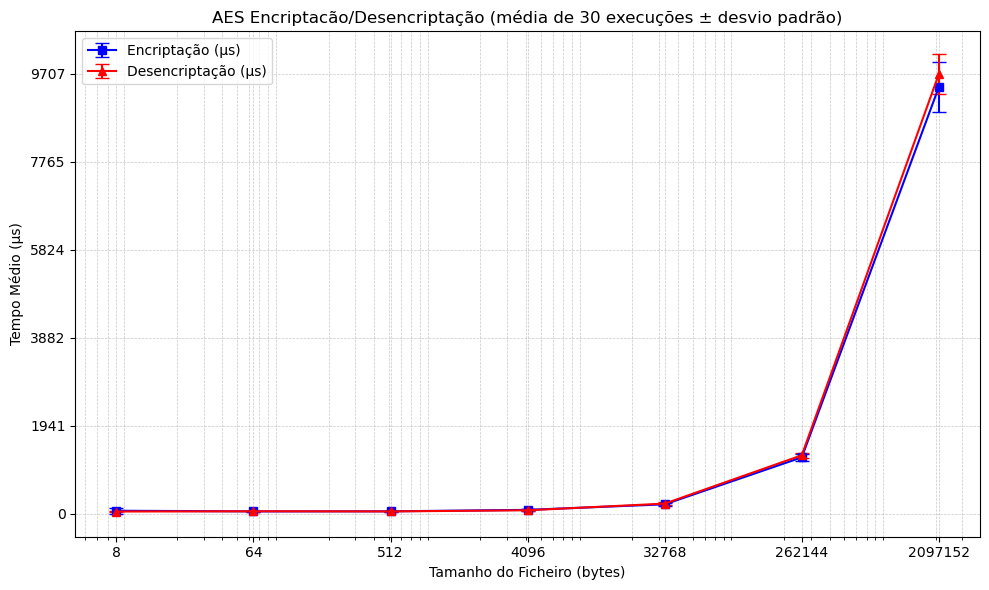 AES Encriptacão/Desencriptação (média de 30 execuções ± desvio padrão)
Encriptação (µs)
Desencriptação (µs)
Tempo Médio (µs)
9707
7765
5824
3882
1941
0
8 64 512 4096 32768 262144 2097152
Tamanho do Ficheiro (bytes)